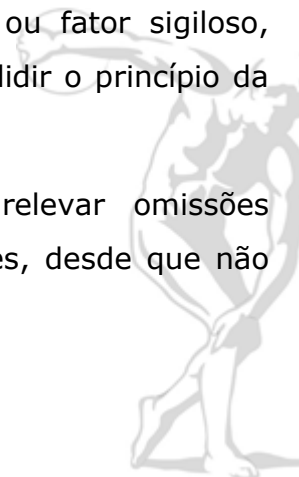 ou fator sigiloso,
lidir o princípio da
relevar omissões
es, desde que não